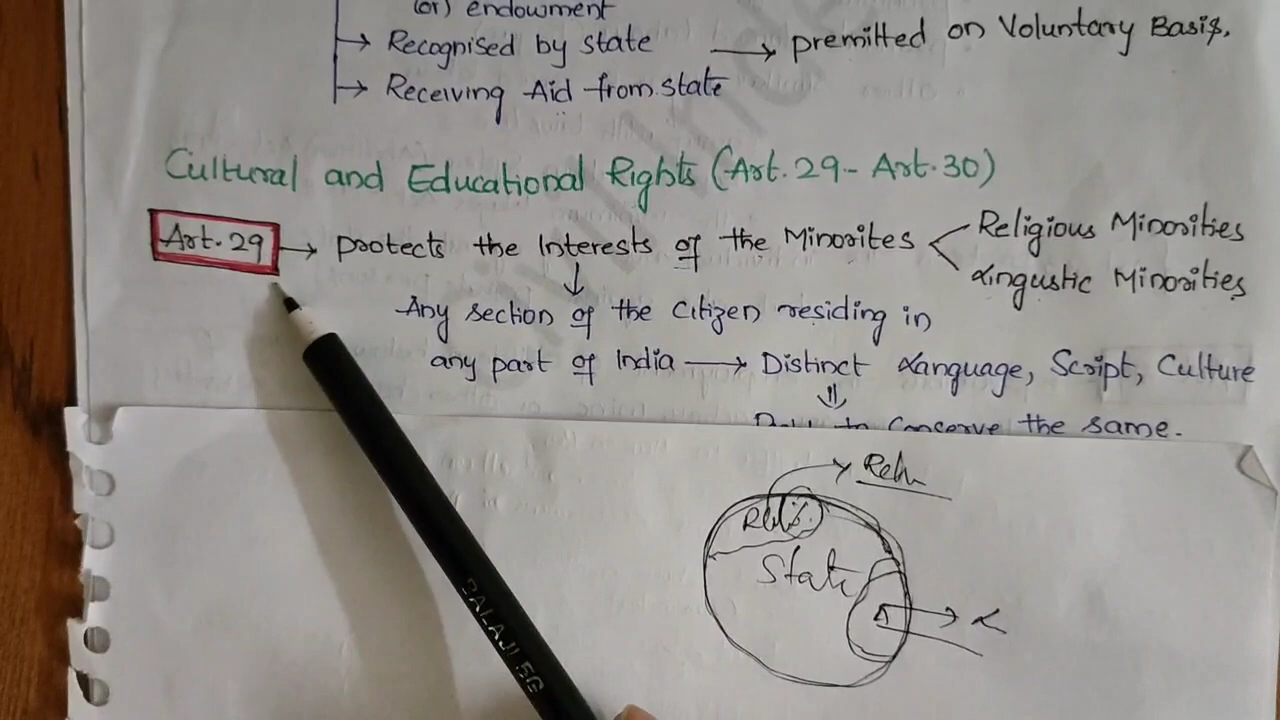 (or) endowment
→ Recognised by state → premitted on Voluntary Basis.
→ Receiving Aid from state
Cultural and Educational Rights (Art. 29 - Art. 30)
Art. 29 → protects the Interests of the Minorites < Religious Minorities
Lingustic Minorities
Any section of the Citizen residing in
any part of India → Distinct Language, Script, Culture
to Concerve the same.
State
BALAJI 5G